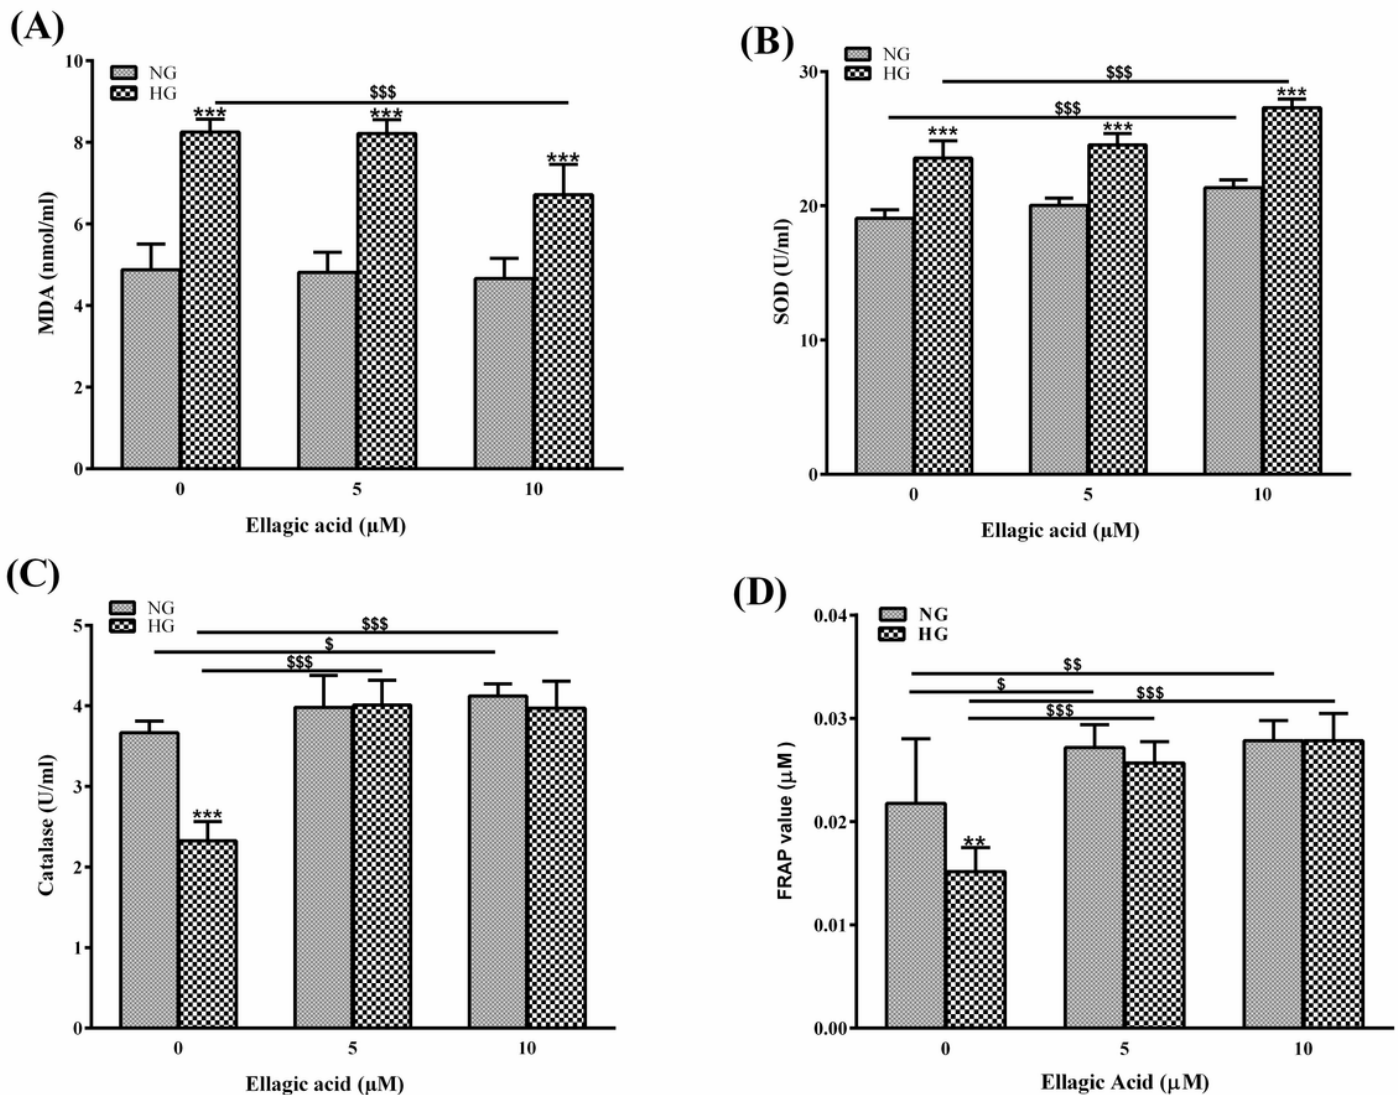 (A)
NG
HG
MDA (nmol/ml)
10
8
6
4
2
0
$$$
***
***
***
0 5 10
Ellagic acid (µM)
(B)
NG
HG
SOD (U/ml)
30
20
10
0
$$$
$$$
***
***
***
0 5 10
Ellagic acid (µM)
(C)
NG
HG
Catalase (U/ml)
5
4
3
2
1
0
$$$
$
$$$
***
0 5 10
Ellagic acid (µM)
(D)
NG
HG
FRAP value (µM )
0.04
0.03
0.02
0.01
0.00
$$
$
$$$
$$$
**
0 5 10
Ellagic Acid (µM)